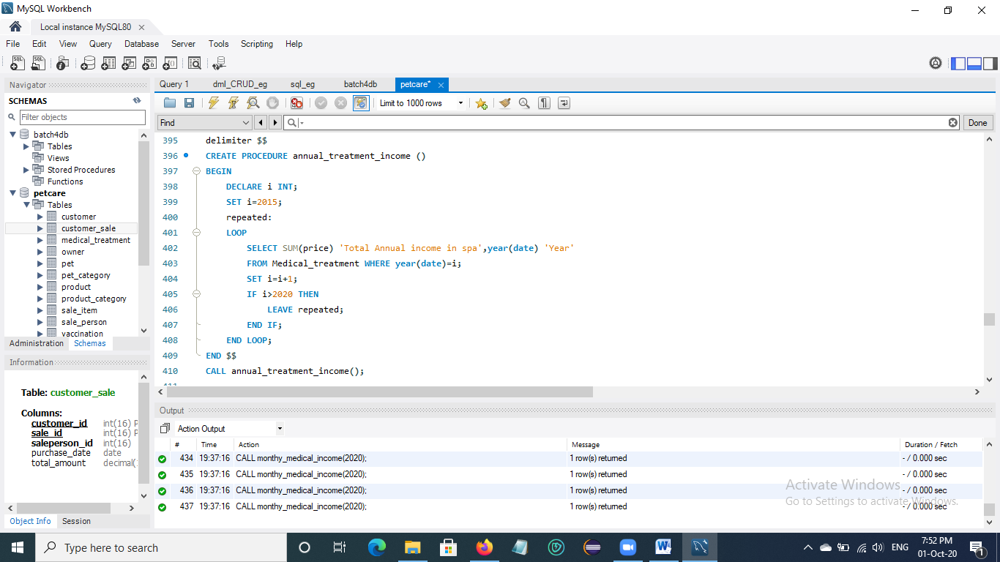 MySQL Workbench
Local instance MySQL80
File Edit View Query Database Server Tools Scripting Help
Navigator
SCHEMAS
Filter objects
batch4db
Tables
Views
Stored Procedures
Functions
petcare
Tables
customer
customer_sale
medical_treatment
owner
pet
pet_category
product
product_category
sale_item
sale_person
vaccination
Administration Schemas
Information
Table: customer_sale
Columns:
customer_id int(16) P
sale_id int(16) P
saleperson_id int(16)
purchase_date date
total_amount decimal(
Object Info Session
Query 1 dml_CRUD_eg sql_eg batch4db petcare*
Limit to 1000 rows
Find Done
395 delimiter $$
396 CREATE PROCEDURE annual_treatment_income ()
397 BEGIN
398 DECLARE i INT;
399 SET i=2015;
400 repeated:
401 LOOP
402 SELECT SUM(price) 'Total Annual income in spa',year(date) 'Year'
403 FROM Medical_treatment WHERE year(date)=i;
404 SET i=i+1;
405 IF i>2020 THEN
406 LEAVE repeated;
407 END IF;
408 END LOOP;
409 END $$
410 CALL annual_treatment_income();
411
Output
Action Output
# Time Action Message Duration / Fetch
434 19:37:16 CALL monthy_medical_income(2020); 1 row(s) returned - / 0.000 sec
435 19:37:16 CALL monthy_medical_income(2020); 1 row(s) returned - / 0.000 sec
436 19:37:16 CALL monthy_medical_income(2020); 1 row(s) returned - / 0.000 sec
437 19:37:16 CALL monthy_medical_income(2020); 1 row(s) returned - / 0.000 sec
Activate Windows
Go to Settings to activate Windows.
Type here to search
ENG
7:52 PM
01-Oct-20
1